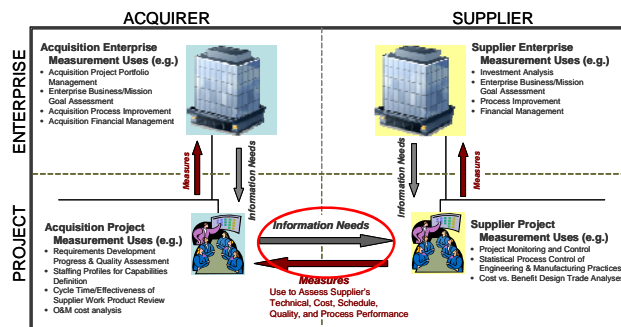 ACQUIRER
SUPPLIER
ENTERPRISE
Acquisition Enterprise
Measurement Uses (e.g.)
• Acquisition Project Portfolio
Management
• Enterprise Business/Mission
Goal Assessment
• Acquisition Process Improvement
• Acquisition Financial Management
Supplier Enterprise
Measurement Uses (e.g.)
• Investment Analysis
• Enterprise Business/Mission
Goal Assessment
• Process Improvement
• Financial Management
Measures
Information Needs
Information Needs
Measures
PROJECT
Acquisition Project
Measurement Uses (e.g.)
• Requirements Development
Progress & Quality Assessment
• Staffing Profiles for Capabilities
Definition
• Cycle Time/Effectiveness of
Supplier Work Product Review
• O&M cost analysis
Information Needs
Measures
Use to Assess Supplier's
Technical, Cost, Schedule,
Quality, and Process Performance
Supplier Project
Measurement Uses (e.g.)
• Project Monitoring and Control
• Statistical Process Control of
Engineering & Manufacturing Practices
• Cost vs. Benefit Design Trade Analyses